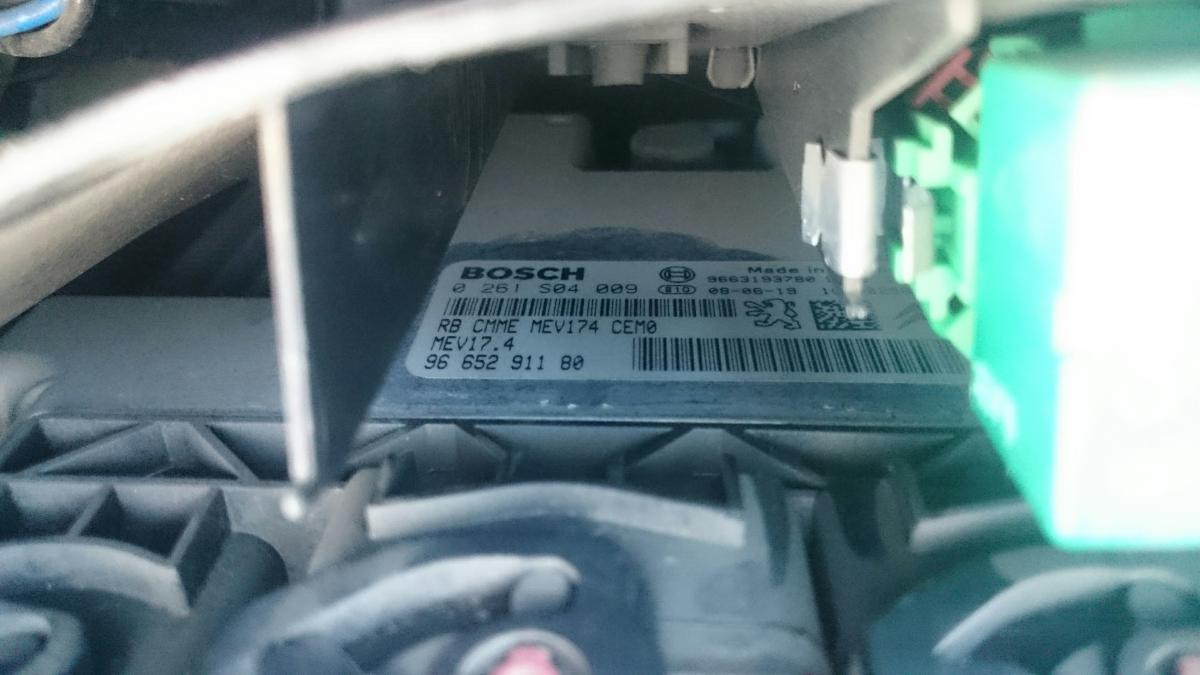 BOSCH Made in
0 261 S04 009 810 9663193780
08-06-19
RB CMME MEV174 CEM0
MEV17.4
96 652 911 80